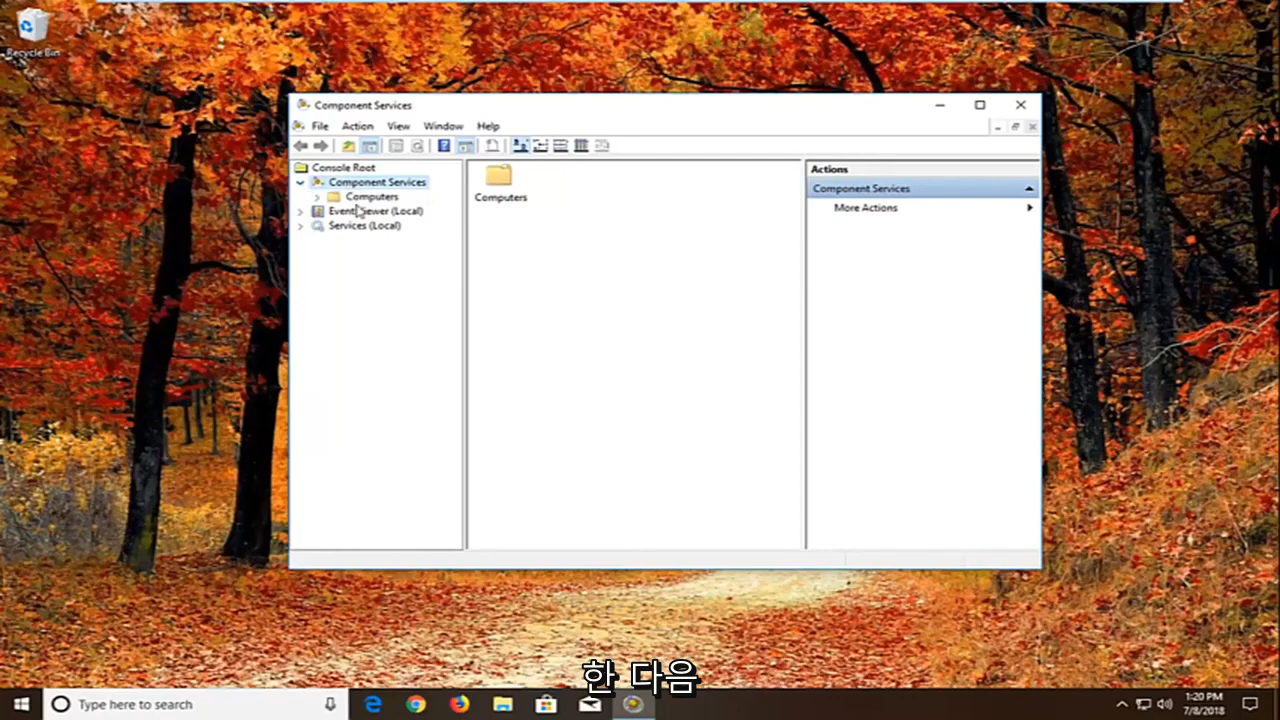 Recycle Bin
Component Services
File Action View Window Help
Console Root
Component Services
Computers
Event Viewer (Local)
Services (Local)
Computers
Actions
Component Services
More Actions
한 다음
Type here to search
1:20 PM
7/8/2018